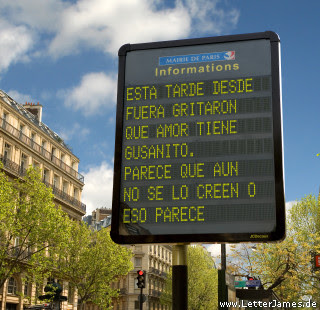 MAIRIE DE PARIS
Informations
ESTA TARDE DESDE
FUERA GRITARON
QUE AMOR TIENE
GUSANITO.
PARECE QUE AUN
NO SE LO CREEN O
ESO PARECE
JCDecaux
www.LetterJames.de